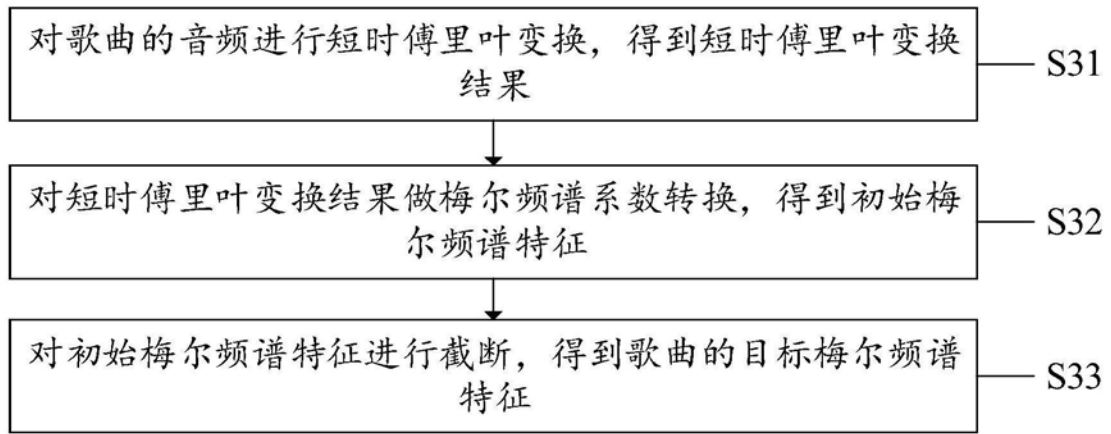 对歌曲的音频进行短时傅里叶变换，得到短时傅里叶变换
结果
S31
对短时傅里叶变换结果做梅尔频谱系数转换，得到初始梅
尔频谱特征
S32
对初始梅尔频谱特征进行截断，得到歌曲的目标梅尔频谱
特征
S33